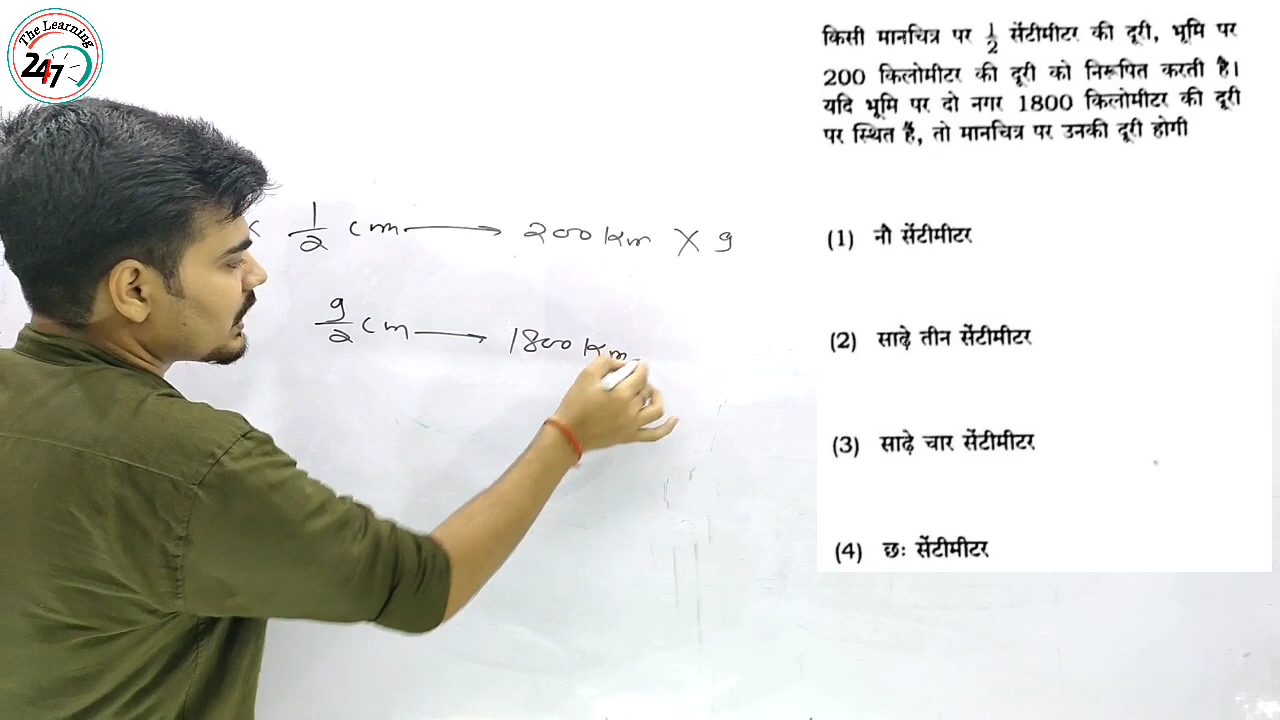 The Learning
247
किसी मानचित्र पर 1/2 सेंटीमीटर की दूरी, भूमि पर
200 किलोमीटर की दूरी को निरूपित करती है।
यदि भूमि पर दो नगर 1800 किलोमीटर की दूरी
पर स्थित हैं, तो मानचित्र पर उनकी दूरी होगी
(1) नौ सेंटीमीटर
(2) साढ़े तीन सेंटीमीटर
(3) साढ़े चार सेंटीमीटर
(4) छः सेंटीमीटर
× 1/2 cm → 200 km × 9
9/2 cm → 1800 km